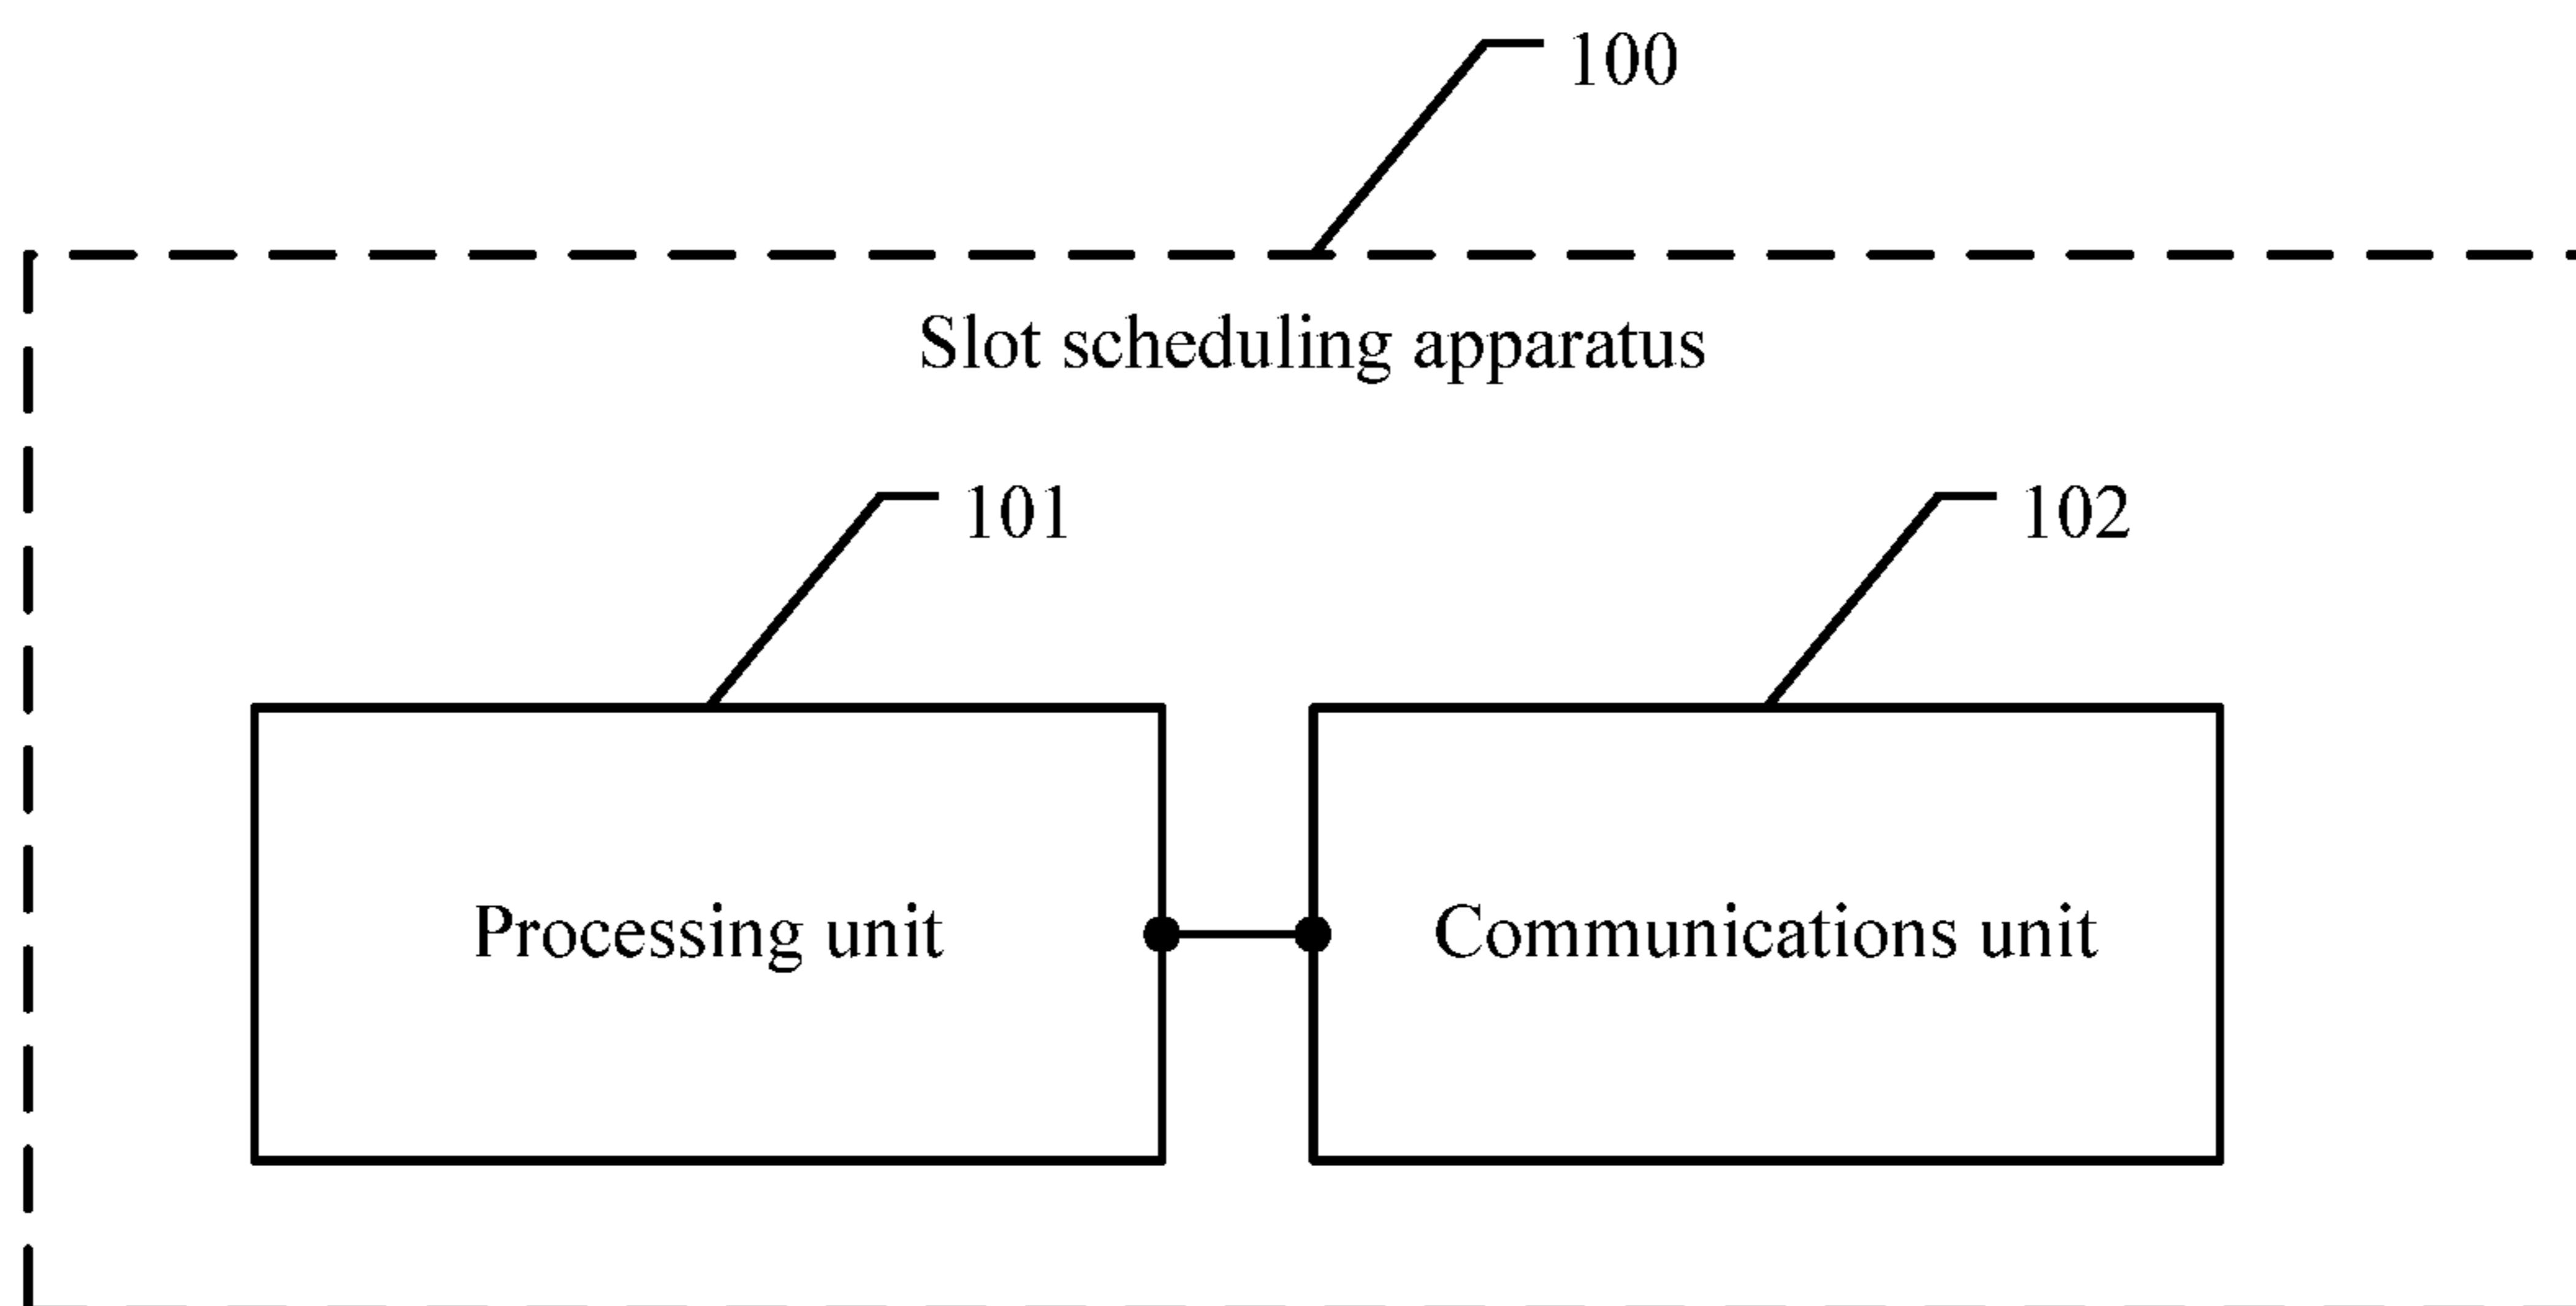 100
Slot scheduling apparatus
101
102
Processing unit
Communications unit